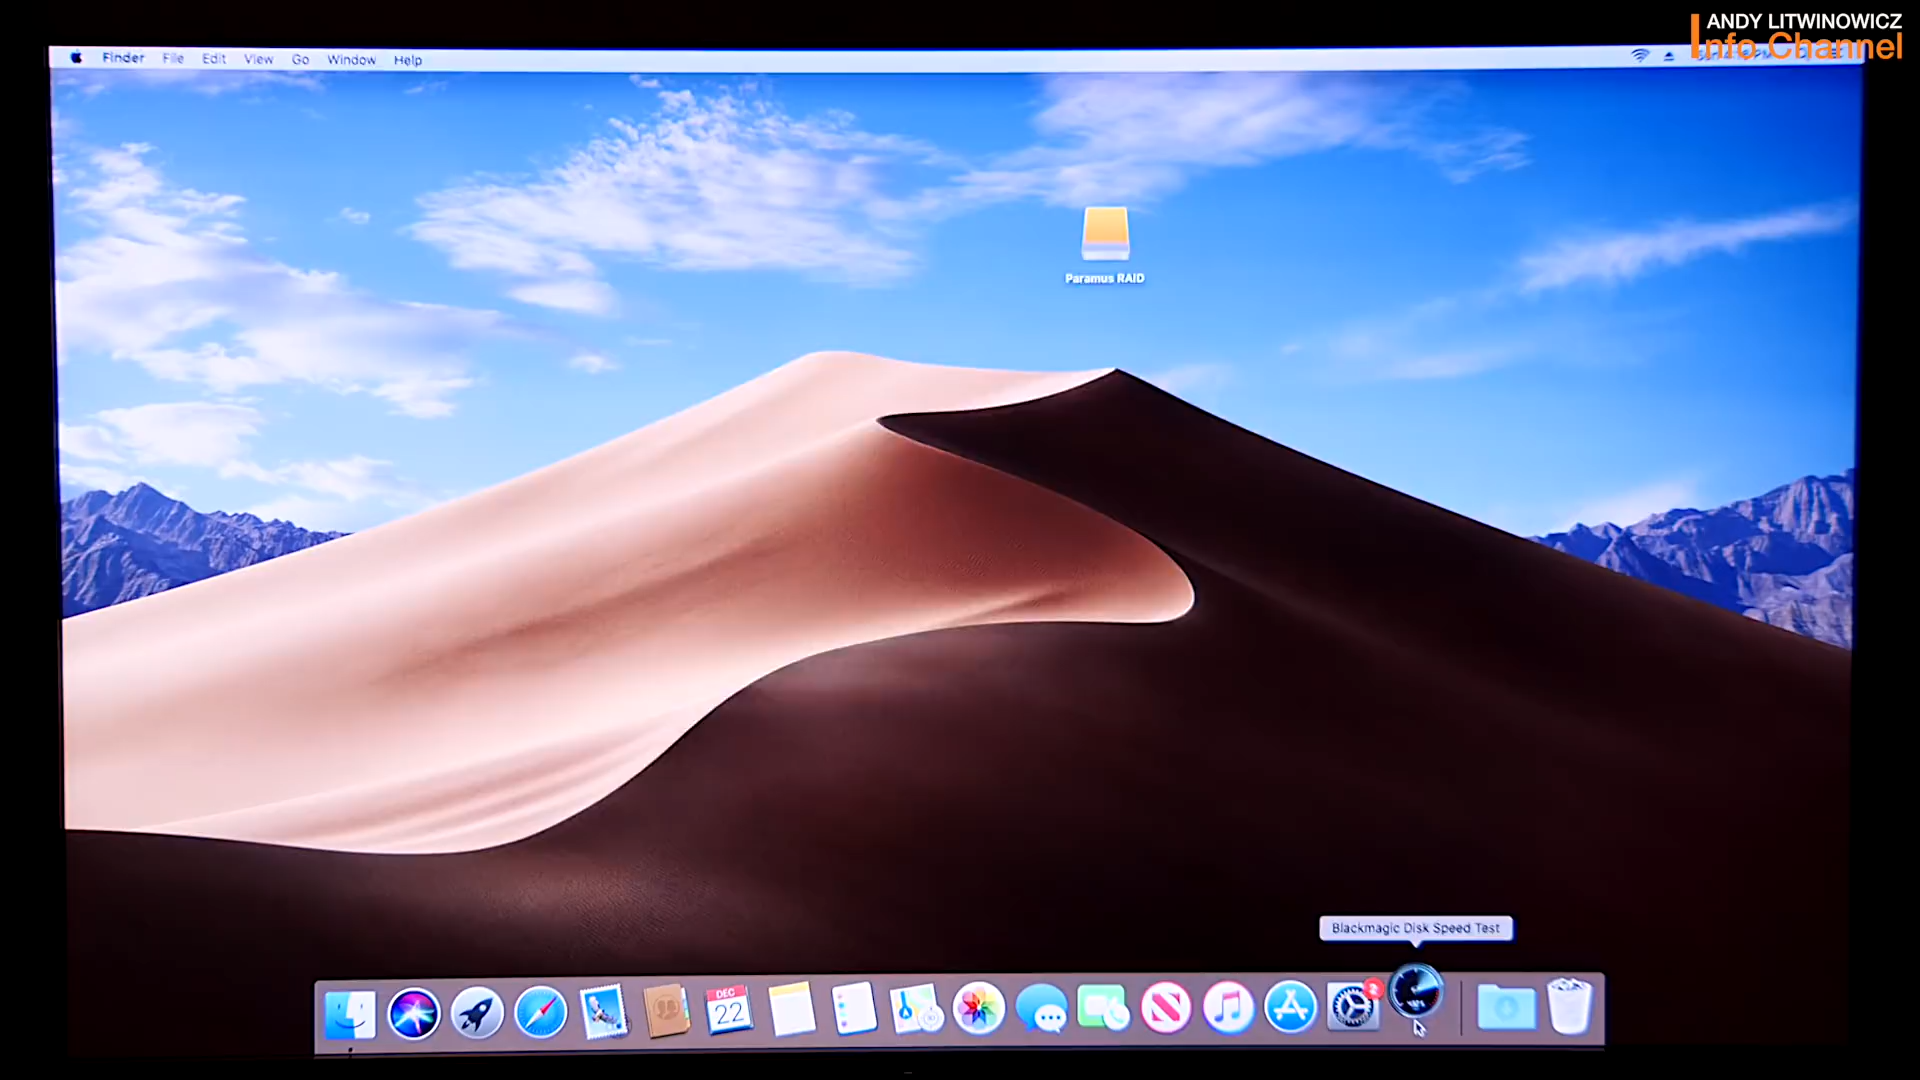 ANDY LITWINOWICZ
Info Channel
Finder File Edit View Go Window Help
Paramus RAID
Blackmagic Disk Speed Test
DEC
22
2